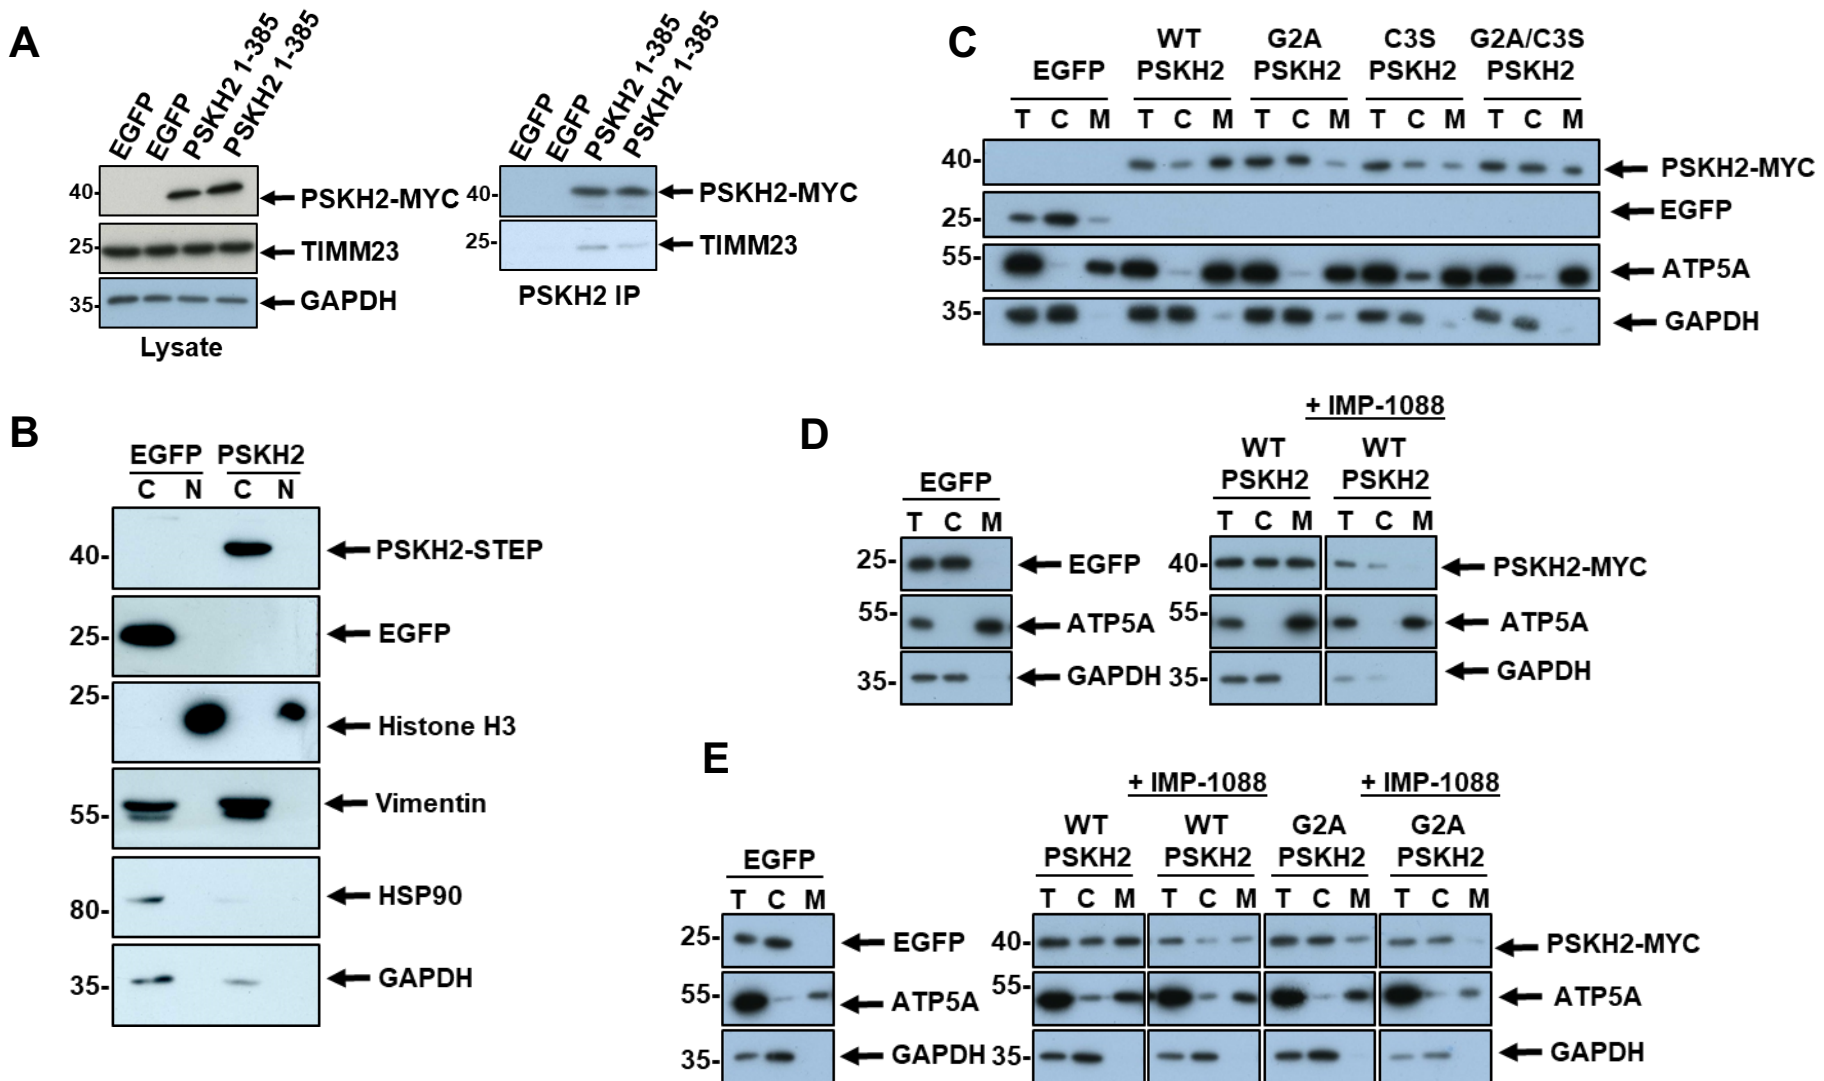 A
EGFP
EGFP
PSKH2 1-385
PSKH2 1-385
40-
PSKH2-MYC
25-
TIMM23
35-
GAPDH
Lysate
EGFP
EGFP
PSKH2 1-385
PSKH2 1-385
40-
PSKH2-MYC
25-
TIMM23
PSKH2 IP
B
EGFP PSKH2
C N C N
40-
PSKH2-STEP
25-
EGFP
25-
Histone H3
55-
Vimentin
80-
HSP90
35-
GAPDH
C
WT G2A C3S G2A/C3S
EGFP PSKH2 PSKH2 PSKH2 PSKH2
T C M T C M T C M T C M T C M
40-
PSKH2-MYC
25-
EGFP
55-
ATP5A
35-
GAPDH
D
+ IMP-1088
WT WT
EGFP PSKH2 PSKH2
T C M T C M T C M
25- EGFP 40- PSKH2-MYC
55- ATP5A 55- ATP5A
35- GAPDH 35- GAPDH
E
+ IMP-1088 + IMP-1088
WT WT G2A G2A
EGFP PSKH2 PSKH2 PSKH2 PSKH2
T C M T C M T C M T C M T C M
25- EGFP 40- PSKH2-MYC
55- ATP5A 55- ATP5A
35- GAPDH 35- GAPDH